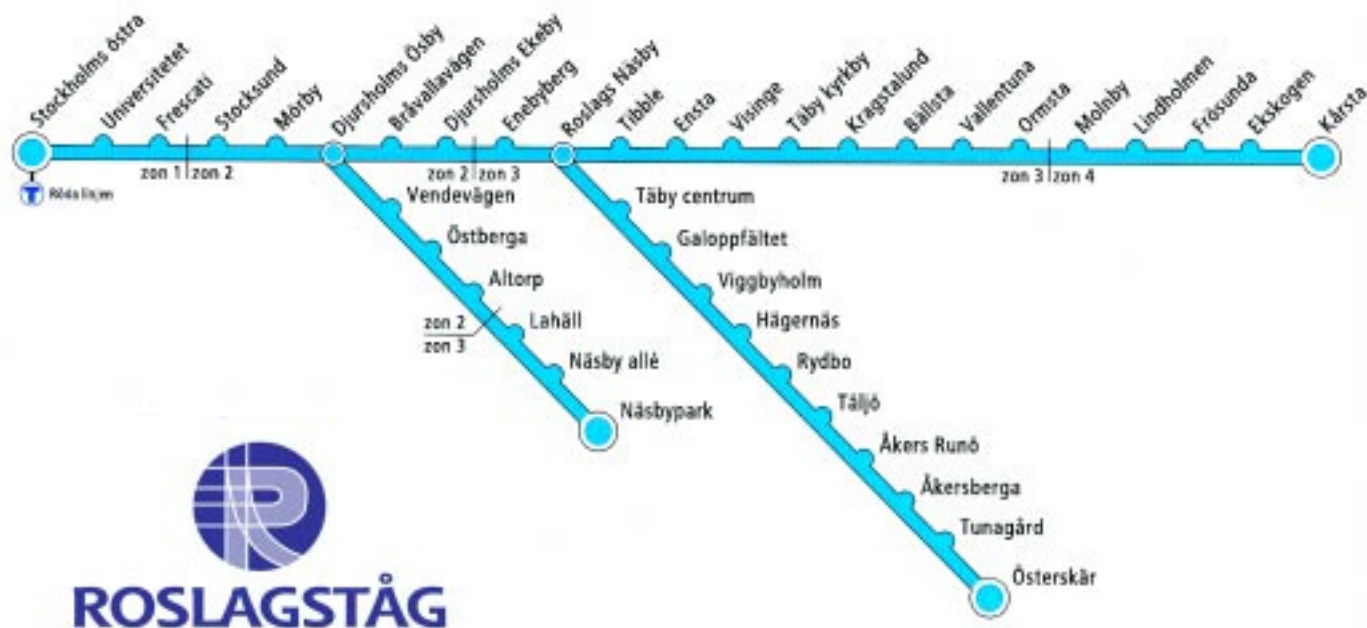 Stockholms östra
Universitetet
Frescati
Stocksund
Mörby
Djursholms Ösby
Bråvallavägen
Djursholms Ekeby
Enebyberg
Roslags Näsby
Tibble
Ensta
Visinge
Täby kyrkby
Kragstalund
Bällsta
Vallentuna
Ormsta
Molnby
Lindholmen
Frösunda
Ekskogen
Kårsta
zon 1 zon 2
zon 2 zon 3
zon 3 zon 4
T Röda linjen
Vendevägen
Östberga
Altorp
zon 2
zon 3
Lahäll
Näsby allé
Näsbypark
Täby centrum
Galoppfältet
Viggbyholm
Hägernäs
Rydbo
Täljö
Åkers Runö
Åkersberga
Tunagård
Österskär
R
ROSLAGSTÅG